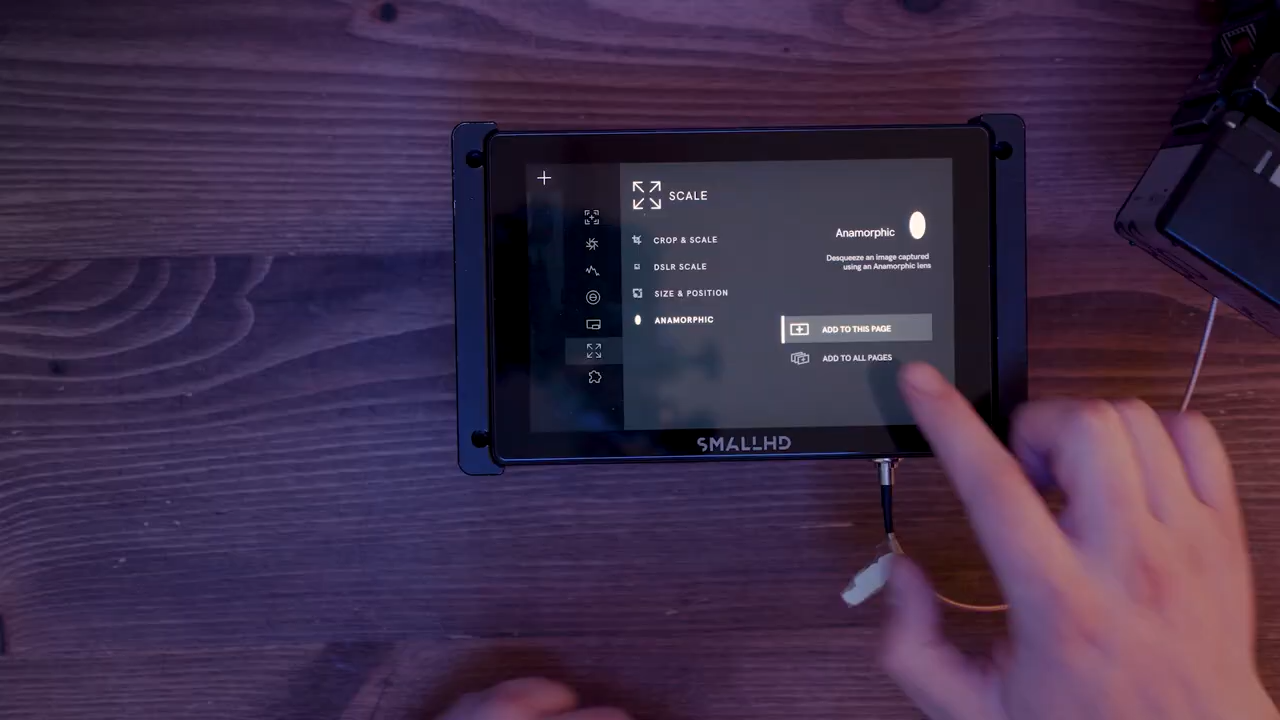 SCALE
CROP & SCALE
DSLR SCALE
SIZE & POSITION
ANAMORPHIC
Anamorphic
Desqueeze an image captured
using an Anamorphic lens
ADD TO THIS PAGE
ADD TO ALL PAGES
SMALLHD